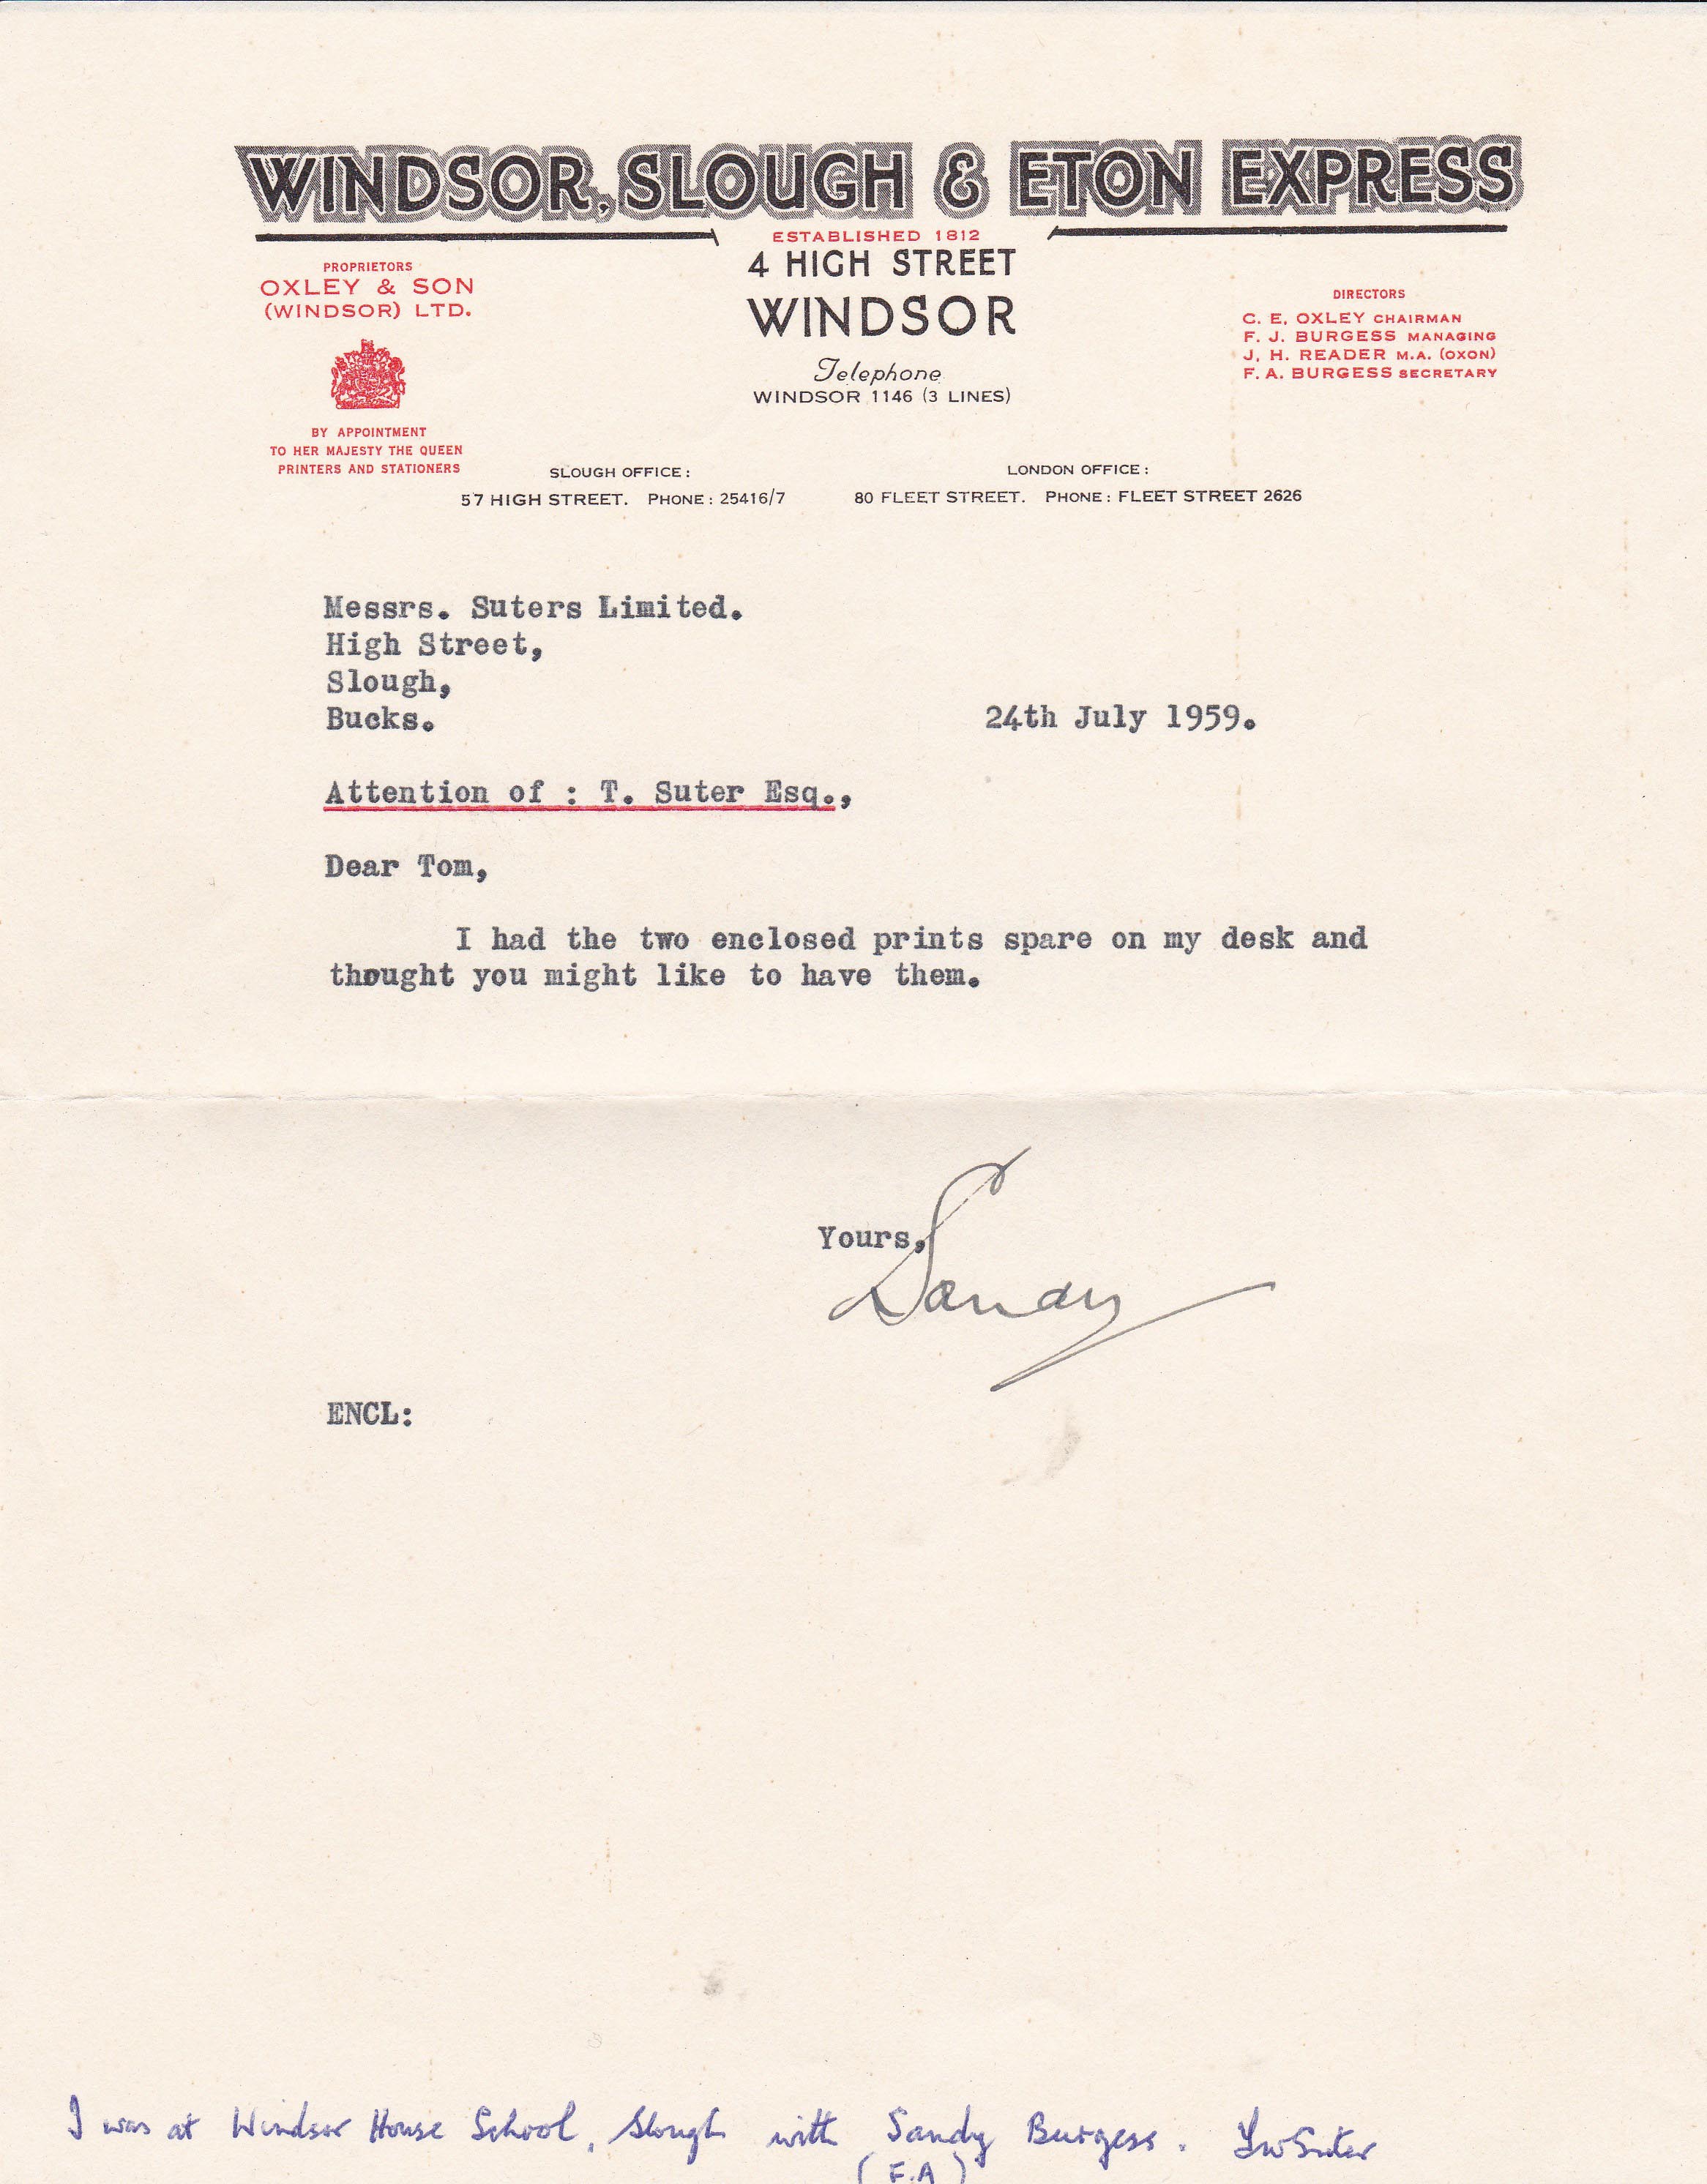 WINDSOR, SLOUGH & ETON EXPRESS
ESTABLISHED 1812
4 HIGH STREET
WINDSOR
Telephone
WINDSOR 1146 (3 LINES)
PROPRIETORS
OXLEY & SON
(WINDSOR) LTD.
BY APPOINTMENT
TO HER MAJESTY THE QUEEN
PRINTERS AND STATIONERS
DIRECTORS
C. E. OXLEY CHAIRMAN
F. J. BURGESS MANAGING
J. H. READER M.A. (OXON)
F. A. BURGESS SECRETARY
SLOUGH OFFICE:
57 HIGH STREET. PHONE: 25416/7
LONDON OFFICE:
80 FLEET STREET. PHONE: FLEET STREET 2626
Messrs. Suters Limited.
High Street,
Slough,
Bucks.
24th July 1959.
Attention of : T. Suter Esq.,
Dear Tom,
I had the two enclosed prints spare on my desk and
thought you might like to have them.
Yours,
Sandy
ENCL:
I was at Windsor House School, Slough with Sandy Burgess. Suter
(F.A)